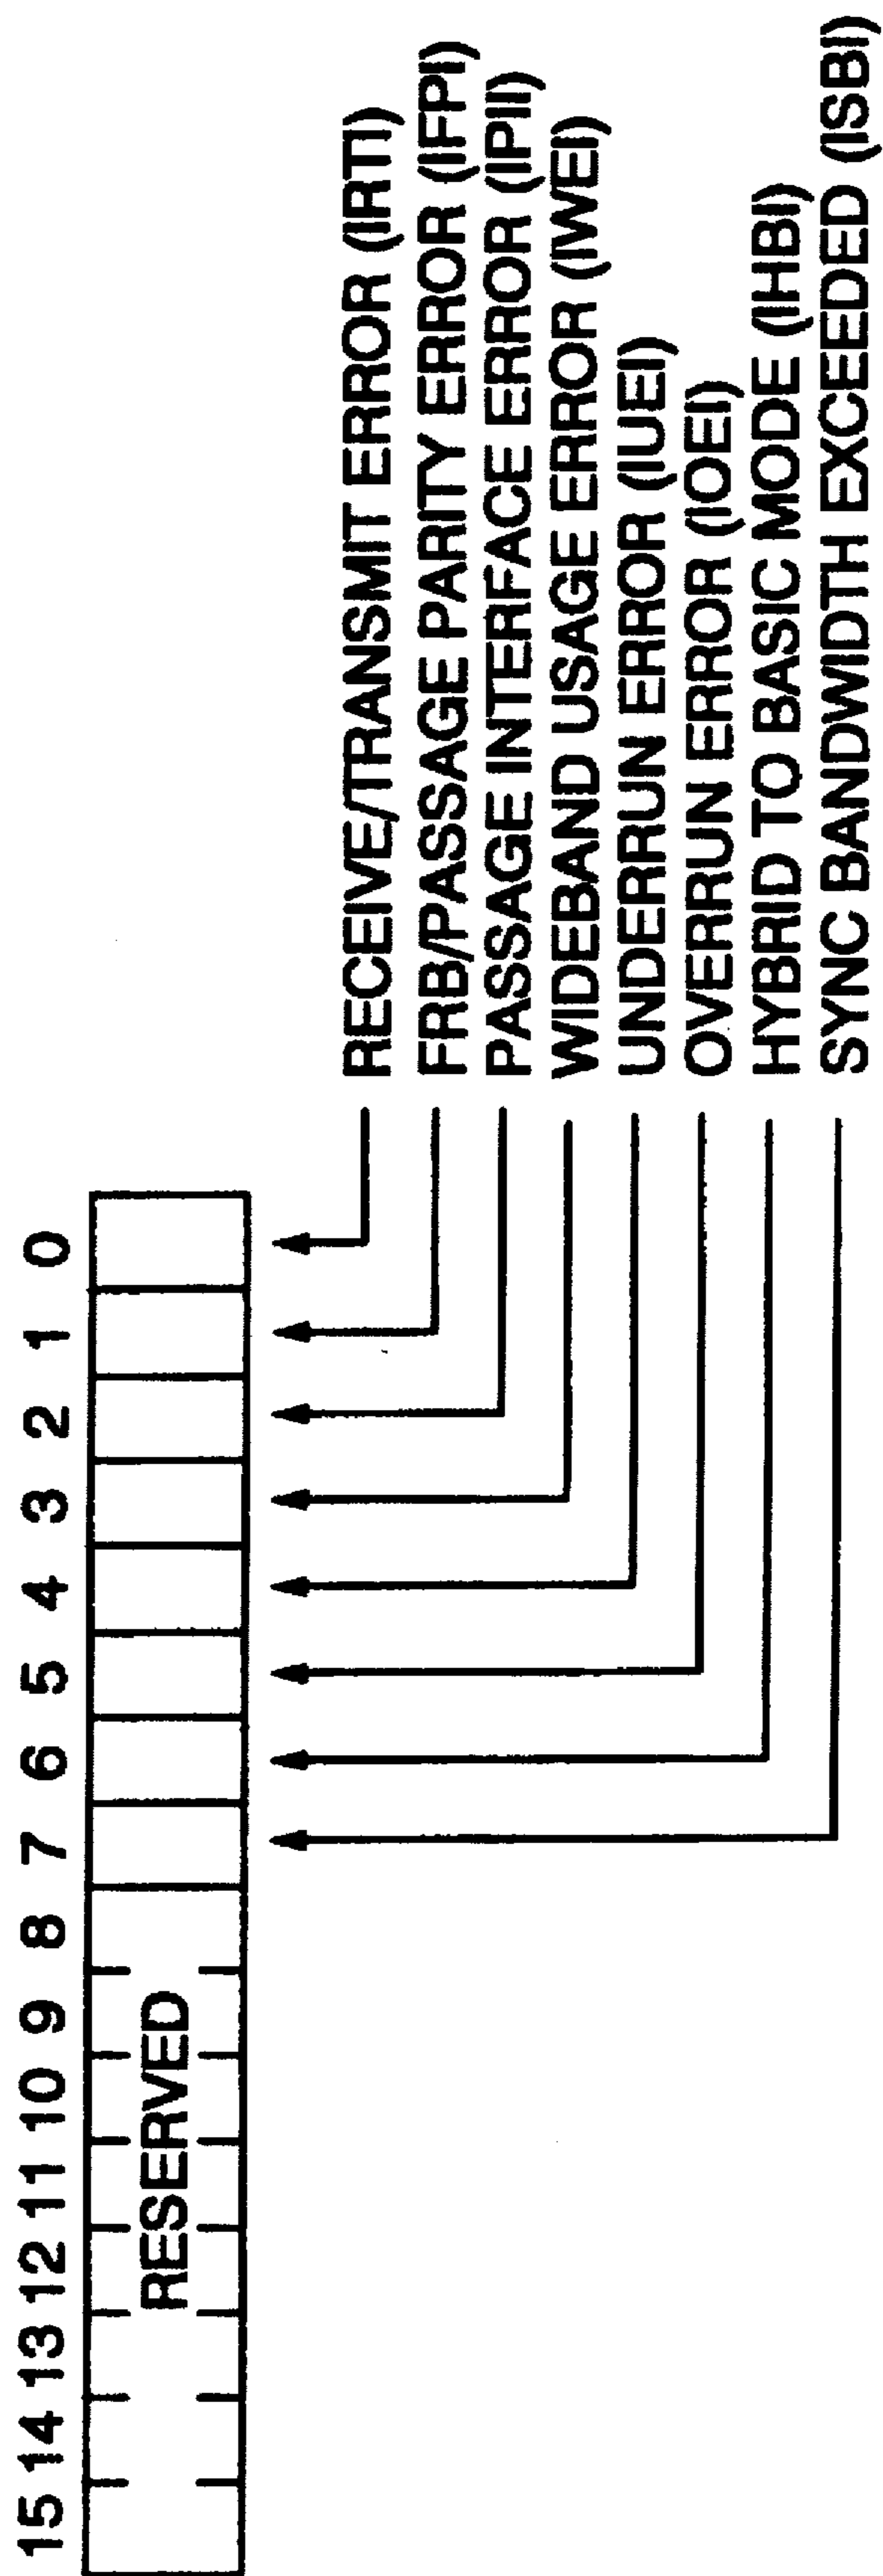 15 14 13 12 11 10 9 8 7 6 5 4 3 2 1 0
RESERVED
RECEIVE/TRANSMIT ERROR (IRTI)
FRB/PASSAGE PARITY ERROR (IFPI)
PASSAGE INTERFACE ERROR (IPII)
WIDEBAND USAGE ERROR (IWEI)
UNDERRUN ERROR (IUEI)
OVERRUN ERROR (IOEI)
HYBRID TO BASIC MODE (IHBI)
SYNC BANDWIDTH EXCEEDED (ISBI)